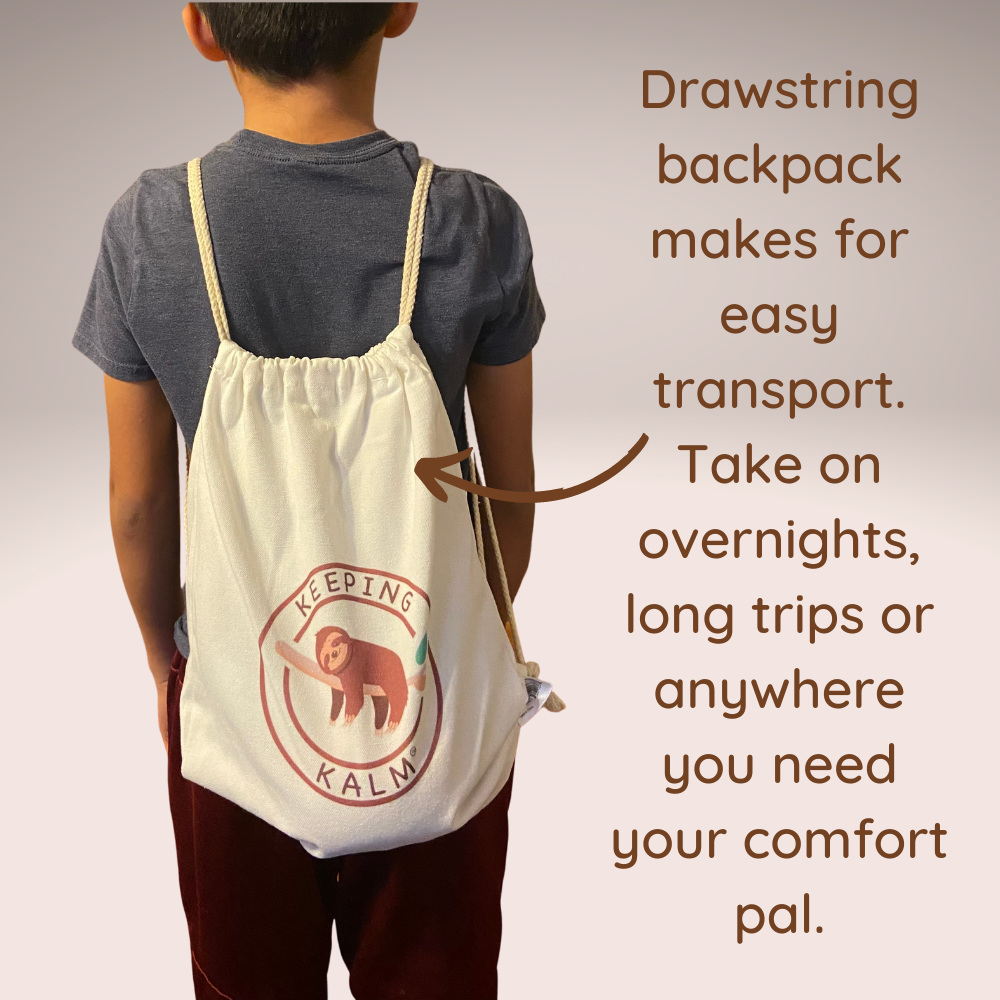 Drawstring
backpack
makes for
easy
transport.
Take on
overnights,
long trips or
anywhere
you need
your comfort
pal.
KEEPING
KALM®